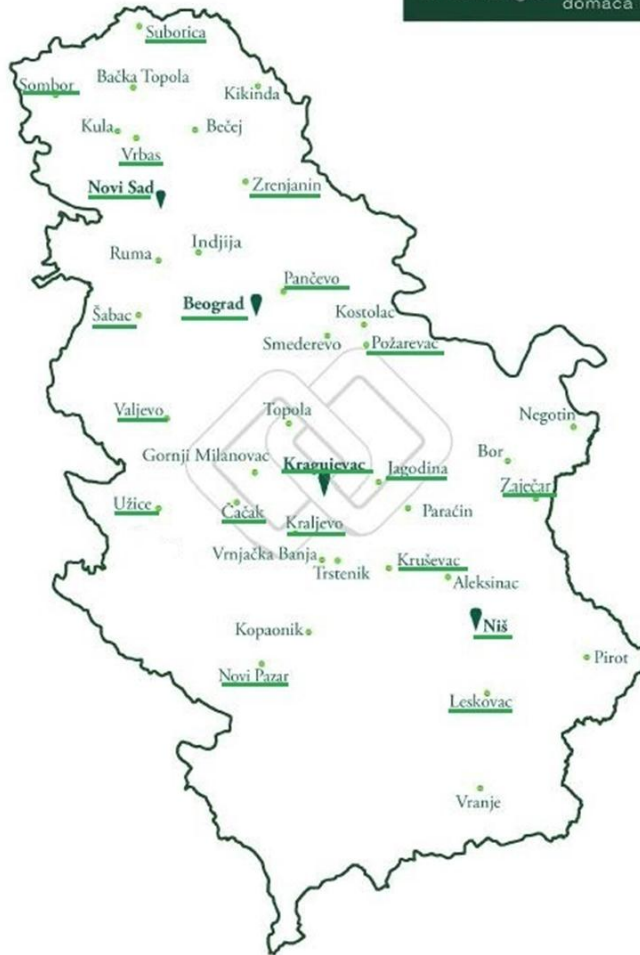 domaća
Subotica
Sombor
Bačka Topola
Kikinda
Kula
Bečej
Vrbas
Novi Sad
Zrenjanin
Ruma
Indjija
Pančevo
Beograd
Šabac
Kostolac
Smederevo
Požarevac
Valjevo
Topola
Negotin
Gornji Milanovac
Kragujevac
Jagodina
Bor
Zaječar
Užice
Čačak
Kraljevo
Paraćin
Vrnjačka Banja
Trstenik
Kruševac
Aleksinac
Kopaonik
Niš
Pirot
Novi Pazar
Leskovac
Vranje